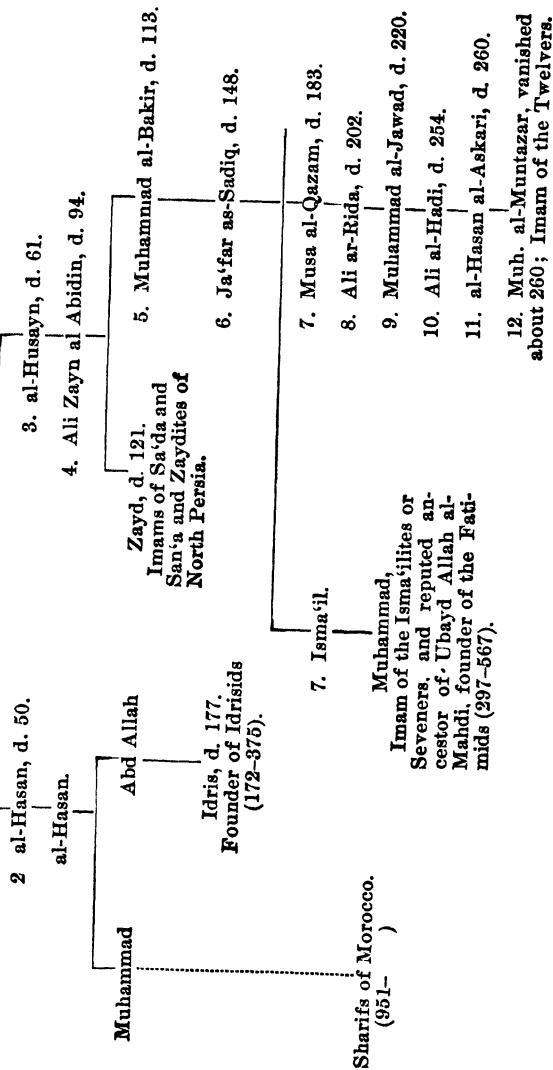 2 al-Hasan, d. 50.
al-Hasan.
Muhammad
Abd Allah
Idris, d. 177.
Founder of Idrisids
(172–375).
Sharifs of Morocco.
(951–    )
3. al-Husayn, d. 61.
4. Ali Zayn al Abidin, d. 94.
Zayd, d. 121.
Imams of Sa‘da and
San‘a and Zaydites of
North Persia.
5. Muhammad al-Bakir, d. 113.
6. Ja‘far as-Sadiq, d. 148.
7. Isma‘il.
Muhammad,
Imam of the Isma‘ilites or
Seveners, and reputed an-
cestor of Ubayd Allah al-
Mahdi, founder of the Fati-
mids (297–567).
7. Musa al-Qazam, d. 183.
8. Ali ar-Rida, d. 202.
9. Muhammad al-Jawad, d. 220.
10. Ali al-Hadi, d. 254.
11. al-Hasan al-Askari, d. 260.
12. Muh. al-Muntazar, vanished
about 260; Imam of the Twelvers.